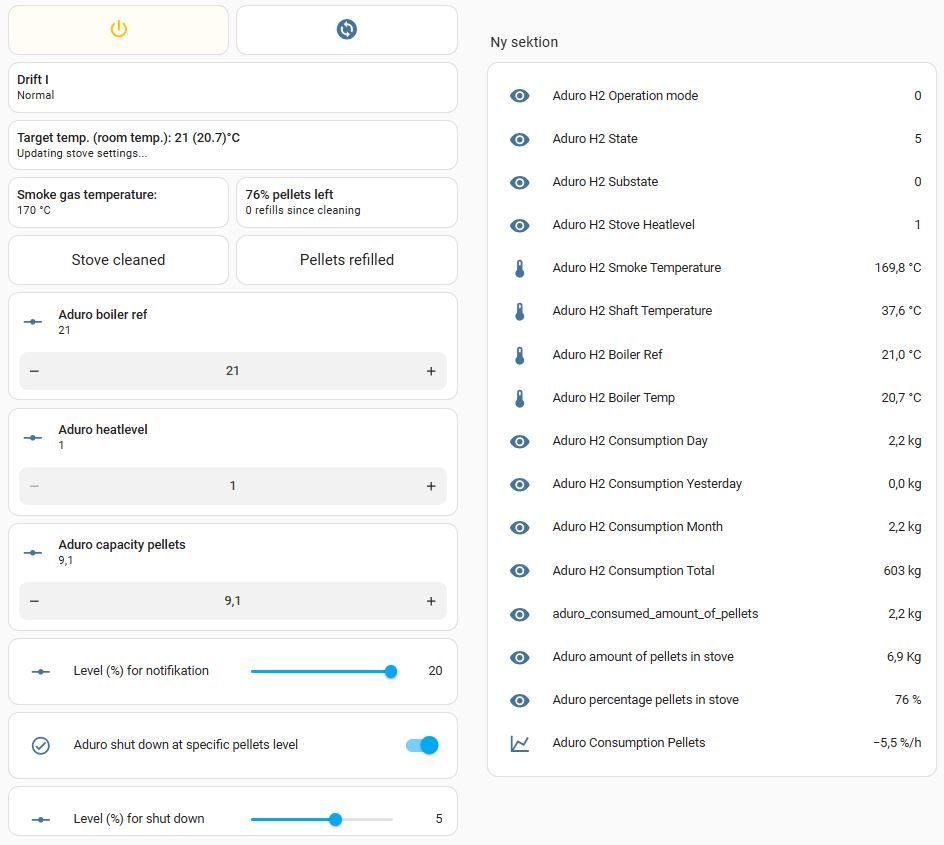 Drift I
Normal
Target temp. (room temp.): 21 (20.7)°C
Updating stove settings...
Smoke gas temperature:
170 °C
76% pellets left
0 refills since cleaning
Stove cleaned
Pellets refilled
Aduro boiler ref
21
− 21 +
Aduro heatlevel
1
− 1 +
Aduro capacity pellets
9,1
− 9,1 +
Level (%) for notifikation 20
Aduro shut down at specific pellets level
Level (%) for shut down 5
Ny sektion
Aduro H2 Operation mode 0
Aduro H2 State 5
Aduro H2 Substate 0
Aduro H2 Stove Heatlevel 1
Aduro H2 Smoke Temperature 169,8 °C
Aduro H2 Shaft Temperature 37,6 °C
Aduro H2 Boiler Ref 21,0 °C
Aduro H2 Boiler Temp 20,7 °C
Aduro H2 Consumption Day 2,2 kg
Aduro H2 Consumption Yesterday 0,0 kg
Aduro H2 Consumption Month 2,2 kg
Aduro H2 Consumption Total 603 kg
aduro_consumed_amount_of_pellets 2,2 kg
Aduro amount of pellets in stove 6,9 Kg
Aduro percentage pellets in stove 76 %
Aduro Consumption Pellets −5,5 %/h